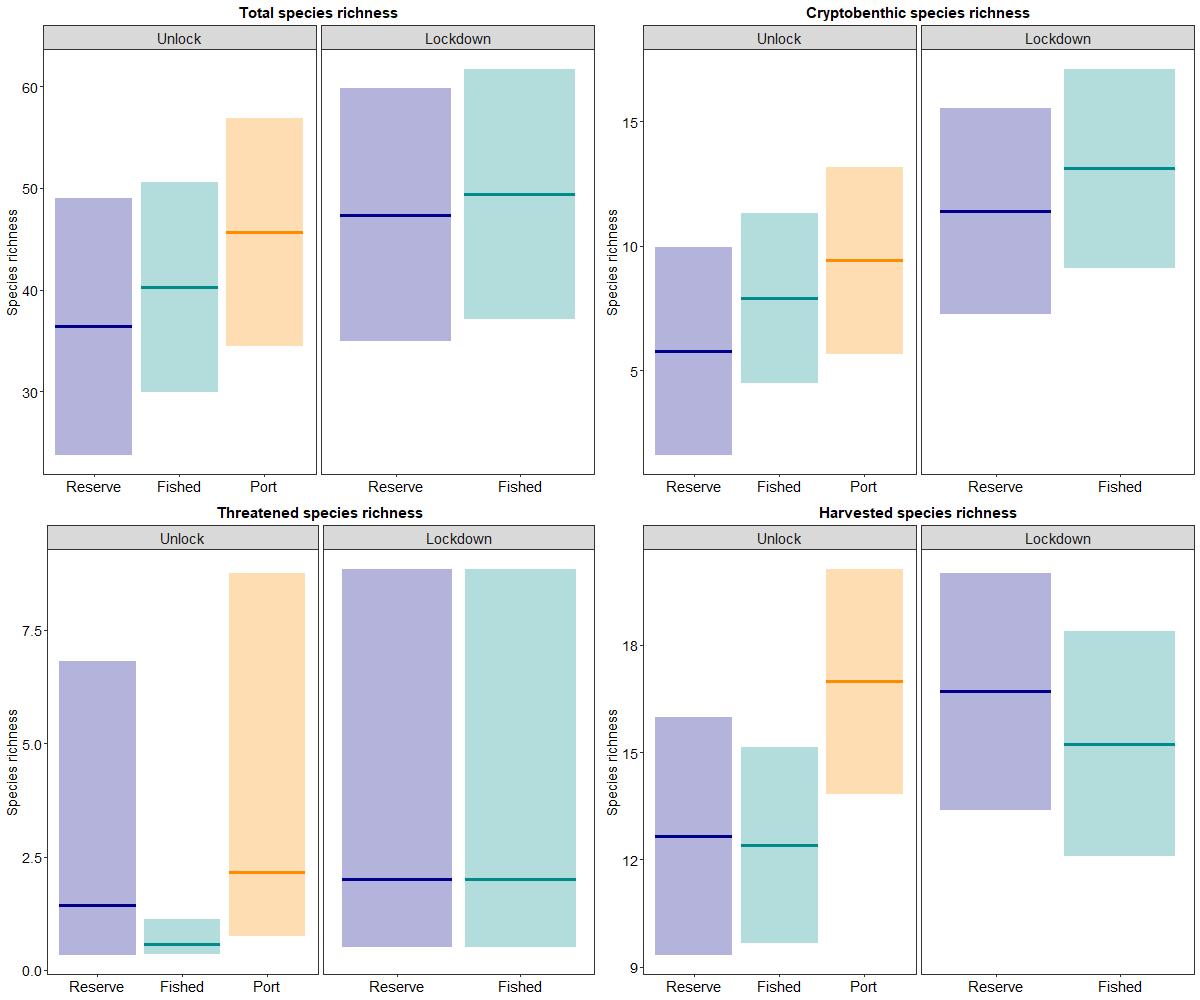 Total species richness
Unlock
Lockdown
Species richness
60
50
40
30
Reserve Fished Port
Reserve Fished
Cryptobenthic species richness
Unlock
Lockdown
Species richness
15
10
5
Reserve Fished Port
Reserve Fished
Threatened species richness
Unlock
Lockdown
Species richness
7.5
5.0
2.5
0.0
Reserve Fished Port
Reserve Fished
Harvested species richness
Unlock
Lockdown
Species richness
18
15
12
9
Reserve Fished Port
Reserve Fished